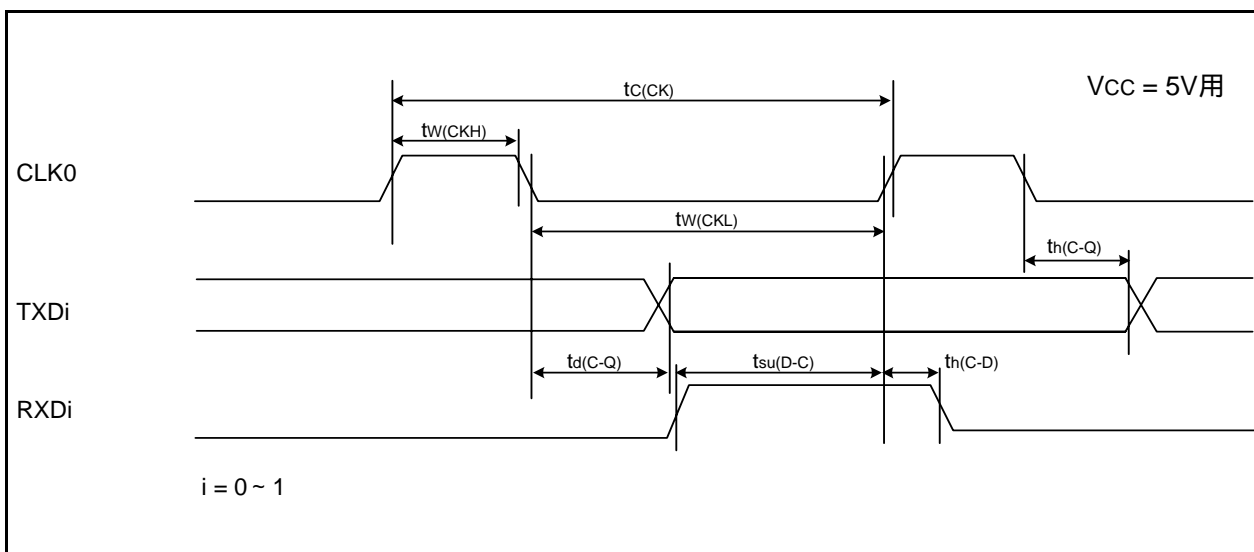 VCC = 5V用
tC(CK)
tW(CKH)
CLK0
tW(CKL)
th(C-Q)
TXDi
td(C-Q)
tsu(D-C)
th(C-D)
RXDi
i = 0 ~ 1